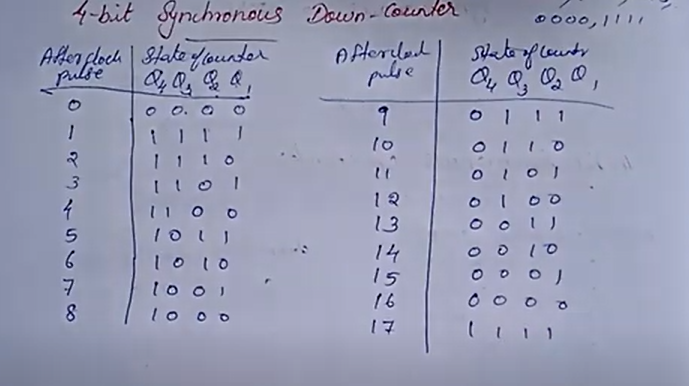 4-bit Synchronous Down-Counter
0000, 1111
After clock pulse State of counter
Q4 Q3 Q2 Q1
0 0 0 0 0
1 1 1 1 1
2 1 1 1 0
3 1 1 0 1
4 1 1 0 0
5 1 0 1 1
6 1 0 1 0
7 1 0 0 1
8 1 0 0 0
After clock pulse State of counter
Q4 Q3 Q2 Q1
9 0 1 1 1
10 0 1 1 0
11 0 1 0 1
12 0 1 0 0
13 0 0 1 1
14 0 0 1 0
15 0 0 0 1
16 0 0 0 0
17 1 1 1 1